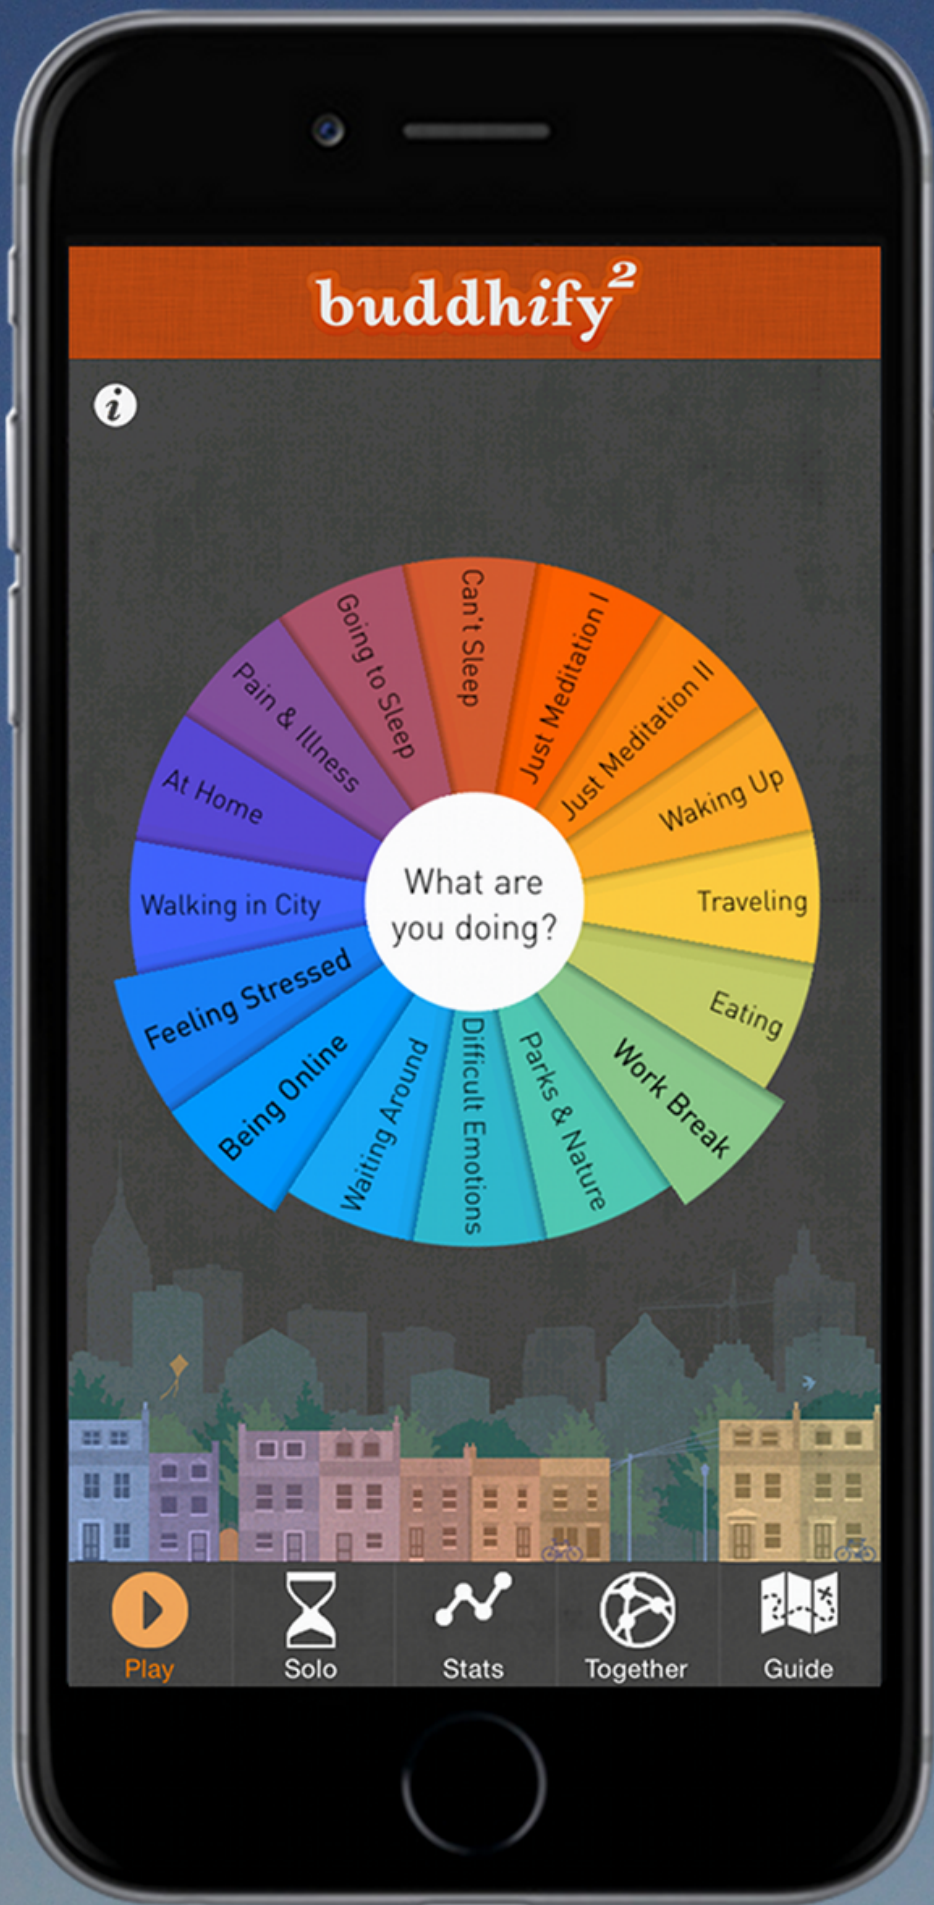 buddhify²
i
Can't Sleep
Just Meditation I
Just Meditation II
Waking Up
Traveling
Eating
Work Break
Parks & Nature
Difficult Emotions
Waiting Around
Being Online
Feeling Stressed
Walking in City
At Home
Pain & Illness
Going to Sleep
What are
you doing?
Play
Solo
Stats
Together
Guide